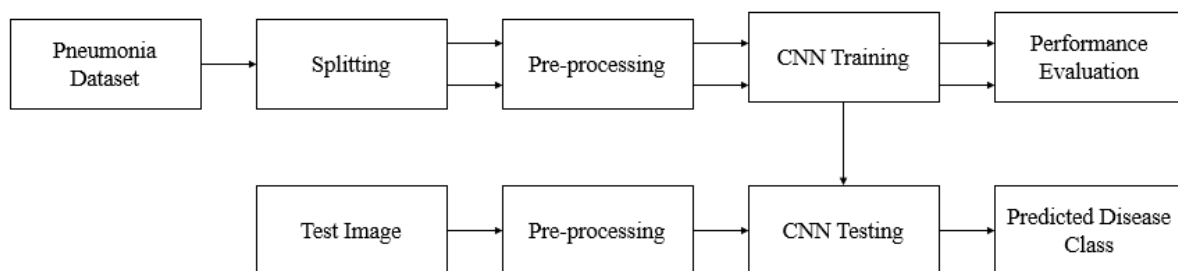 Pneumonia
Dataset
Splitting
Pre-processing
CNN Training
Performance
Evaluation
Test Image
Pre-processing
CNN Testing
Predicted Disease
Class